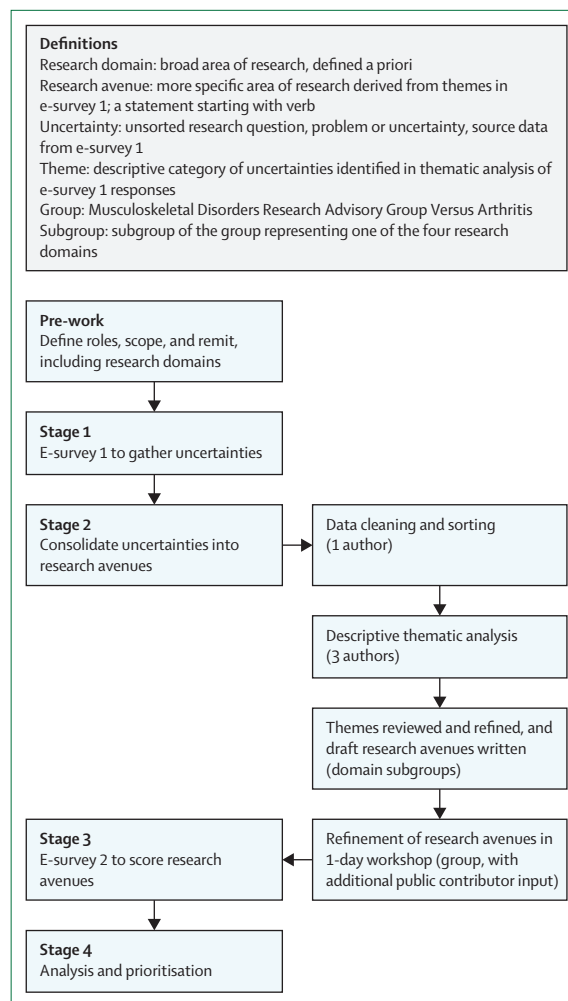 Definitions
Research domain: broad area of research, defined a priori
Research avenue: more specific area of research derived from themes in
e-survey 1; a statement starting with verb
Uncertainty: unsorted research question, problem or uncertainty, source data
from e-survey 1
Theme: descriptive category of uncertainties identified in thematic analysis of
e-survey 1 responses
Group: Musculoskeletal Disorders Research Advisory Group Versus Arthritis
Subgroup: subgroup of the group representing one of the four research
domains
Pre-work
Define roles, scope, and remit,
including research domains
Stage 1
E-survey 1 to gather uncertainties
Stage 2
Consolidate uncertainties into
research avenues
Data cleaning and sorting
(1 author)
Descriptive thematic analysis
(3 authors)
Themes reviewed and refined, and
draft research avenues written
(domain subgroups)
Refinement of research avenues in
1-day workshop (group, with
additional public contributor input)
Stage 3
E-survey 2 to score research
avenues
Stage 4
Analysis and prioritisation